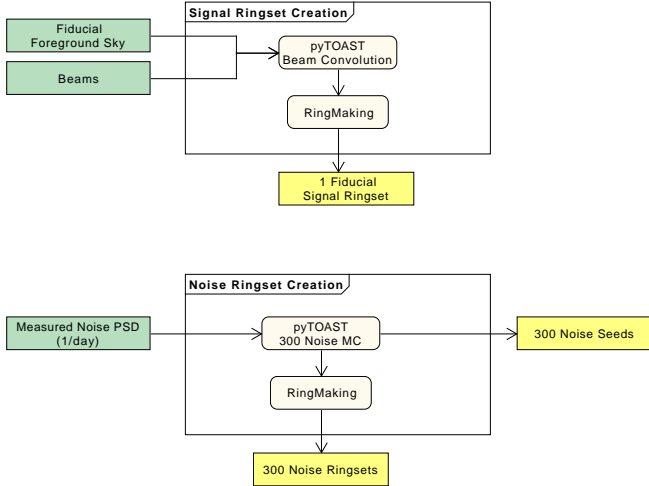 Signal Ringset Creation
Fiducial
Foreground Sky
Beams
pyTOAST
Beam Convolution
RingMaking
1 Fiducial
Signal Ringset
Noise Ringset Creation
Measured Noise PSD
(1/day)
pyTOAST
300 Noise MC
300 Noise Seeds
RingMaking
300 Noise Ringsets